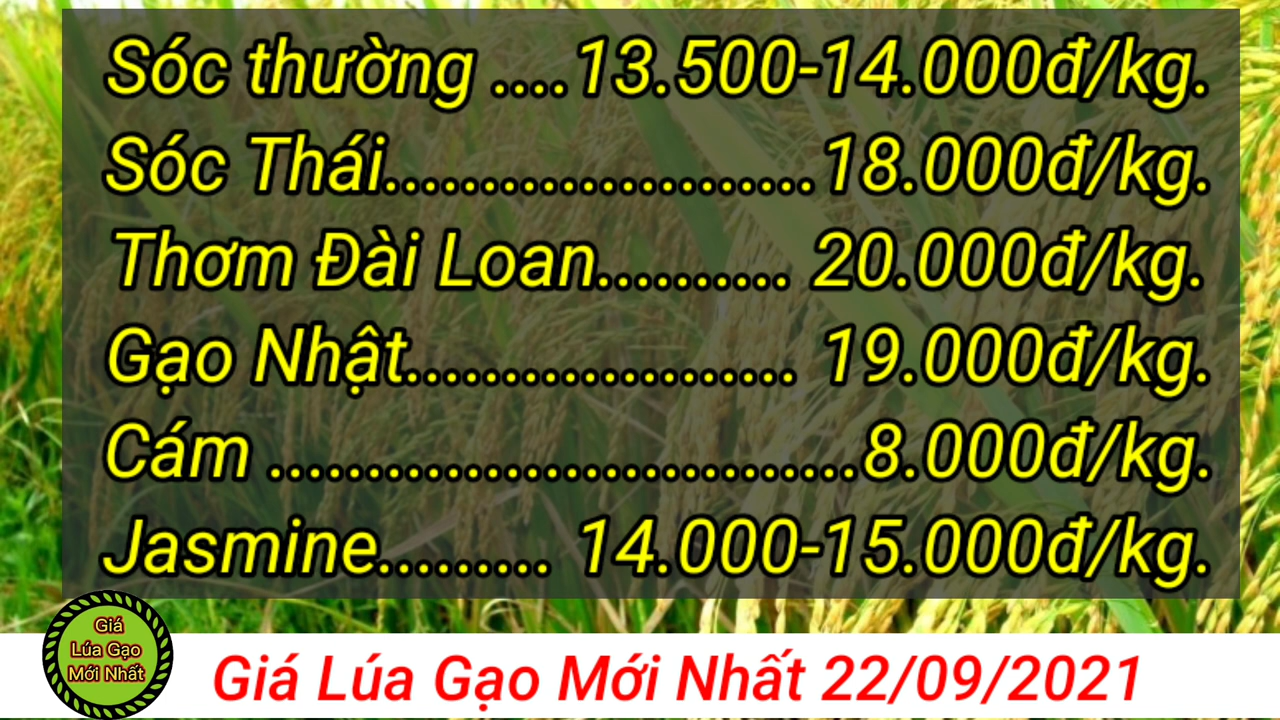 Sóc thường ....13.500-14.000đ/kg.
Sóc Thái......................18.000đ/kg.
Thơm Đài Loan.......... 20.000đ/kg.
Gạo Nhật.................... 19.000đ/kg.
Cám ..............................8.000đ/kg.
Jasmine......... 14.000-15.000đ/kg.
Giá
Lúa Gạo
Mới Nhất
Giá Lúa Gạo Mới Nhất 22/09/2021